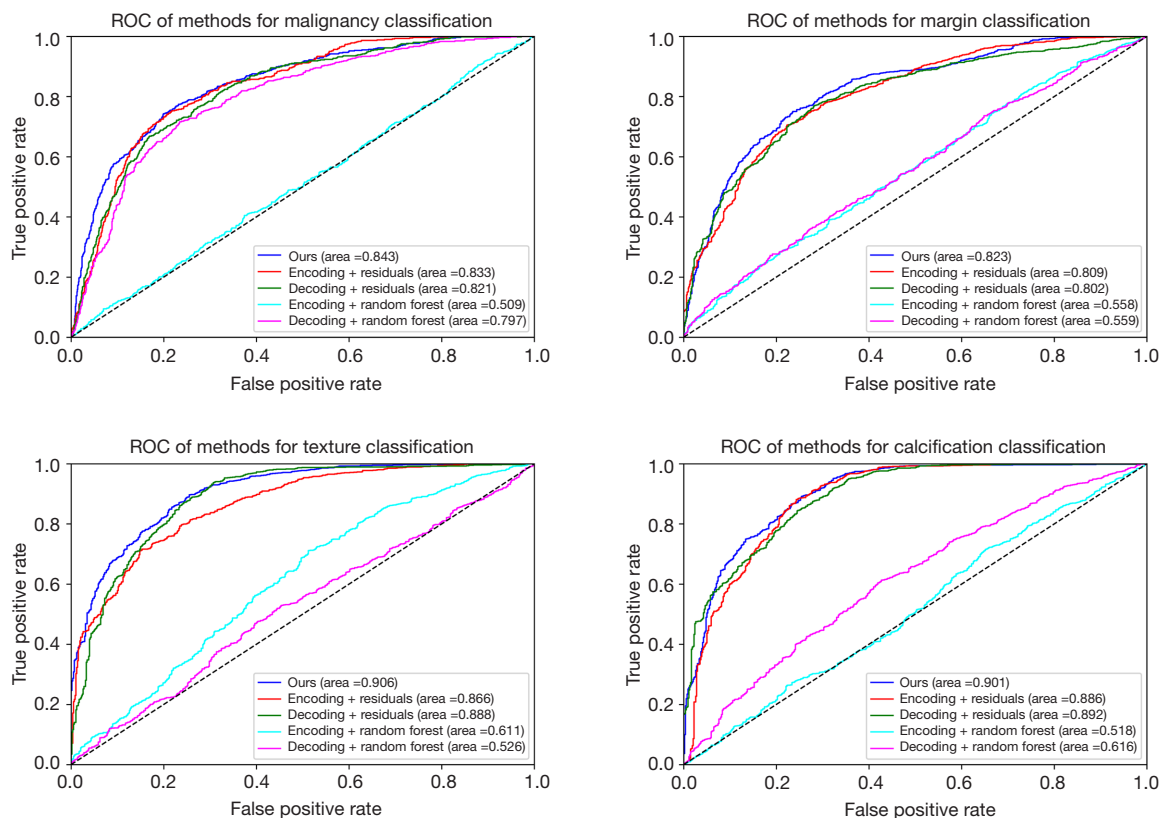 ROC of methods for malignancy classification
1.0
0.8
0.6
0.4
0.2
0.0
True positive rate
Ours (area =0.843)
Encoding + residuals (area =0.833)
Decoding + residuals (area =0.821)
Encoding + random forest (area =0.509)
Decoding + random forest (area =0.797)
0.0 0.2 0.4 0.6 0.8 1.0
False positive rate
ROC of methods for margin classification
1.0
0.8
0.6
0.4
0.2
0.0
True positive rate
Ours (area =0.823)
Encoding + residuals (area =0.809)
Decoding + residuals (area =0.802)
Encoding + random forest (area =0.558)
Decoding + random forest (area =0.559)
0.0 0.2 0.4 0.6 0.8 1.0
False positive rate
ROC of methods for texture classification
1.0
0.8
0.6
0.4
0.2
0.0
True positive rate
Ours (area =0.906)
Encoding + residuals (area =0.866)
Decoding + residuals (area =0.888)
Encoding + random forest (area =0.611)
Decoding + random forest (area =0.526)
0.0 0.2 0.4 0.6 0.8 1.0
False positive rate
ROC of methods for calcification classification
1.0
0.8
0.6
0.4
0.2
0.0
True positive rate
Ours (area =0.901)
Encoding + residuals (area =0.886)
Decoding + residuals (area =0.892)
Encoding + random forest (area =0.518)
Decoding + random forest (area =0.616)
0.0 0.2 0.4 0.6 0.8 1.0
False positive rate